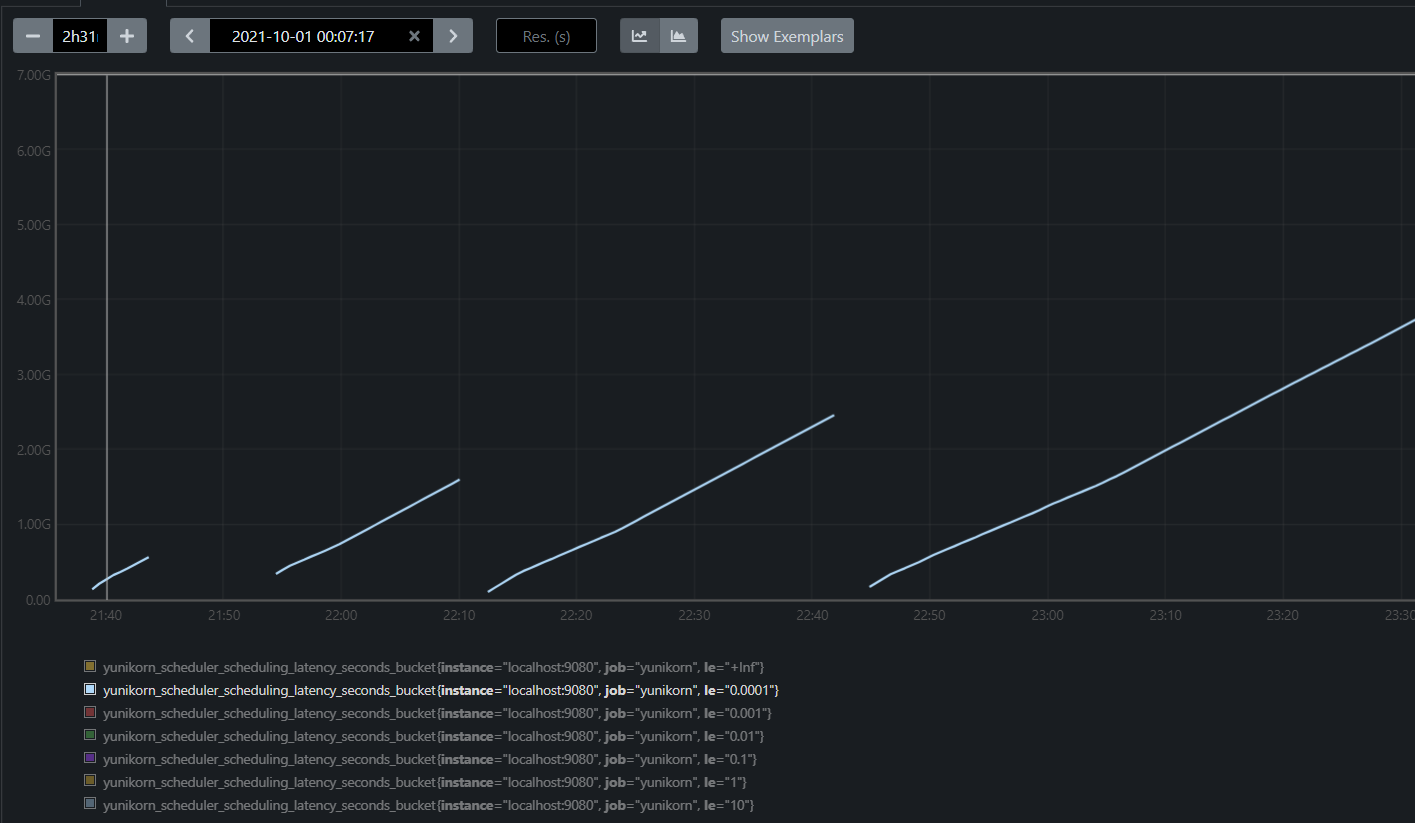 2h31
2021-10-01 00:07:17
Res. (s)
Show Exemplars
7.00G
6.00G
5.00G
4.00G
3.00G
2.00G
1.00G
0.00
21:40 21:50 22:00 22:10 22:20 22:30 22:40 22:50 23:00 23:10 23:20 23:30
yunikorn_scheduler_scheduling_latency_seconds_bucket{instance="localhost:9080", job="yunikorn", le="+Inf"}
yunikorn_scheduler_scheduling_latency_seconds_bucket{instance="localhost:9080", job="yunikorn", le="0.0001"}
yunikorn_scheduler_scheduling_latency_seconds_bucket{instance="localhost:9080", job="yunikorn", le="0.001"}
yunikorn_scheduler_scheduling_latency_seconds_bucket{instance="localhost:9080", job="yunikorn", le="0.01"}
yunikorn_scheduler_scheduling_latency_seconds_bucket{instance="localhost:9080", job="yunikorn", le="0.1"}
yunikorn_scheduler_scheduling_latency_seconds_bucket{instance="localhost:9080", job="yunikorn", le="1"}
yunikorn_scheduler_scheduling_latency_seconds_bucket{instance="localhost:9080", job="yunikorn", le="10"}